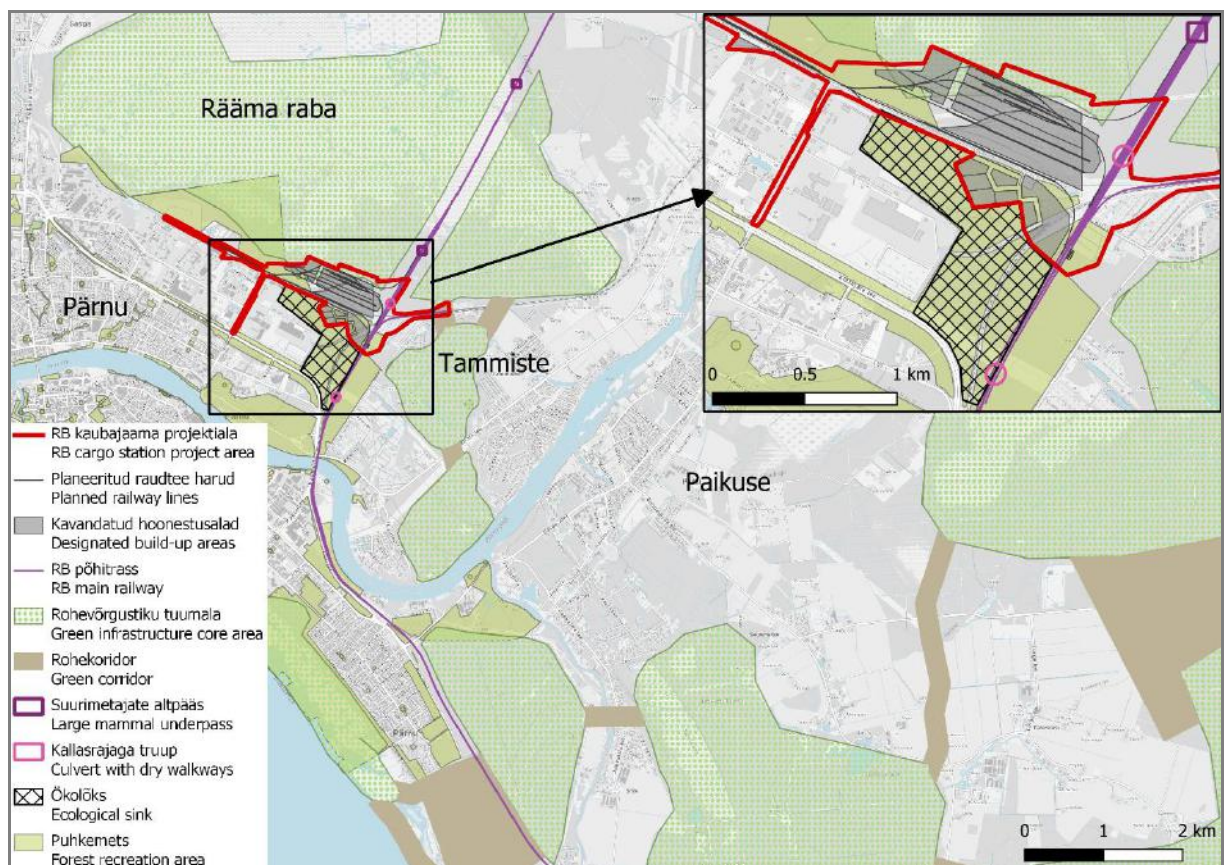 Rääma raba
Pärnu
Tammiste
Paikuse
Pärnu
0 0.5 1 km
0 1 2 km
RB kaubajaama projektiala
RB cargo station project area
Planeeritud raudtee harud
Planned railway lines
Kavandatud hoonestusalad
Designated build-up areas
RB põhitrass
RB main railway
Rohevõrgustiku tuumala
Green infrastructure core area
Rohekoridor
Green corridor
Suurimetajate altpääs
Large mammal underpass
Kallasrajaga truup
Culvert with dry walkways
Ökolõks
Ecological sink
Puhkemets
Forest recreation area